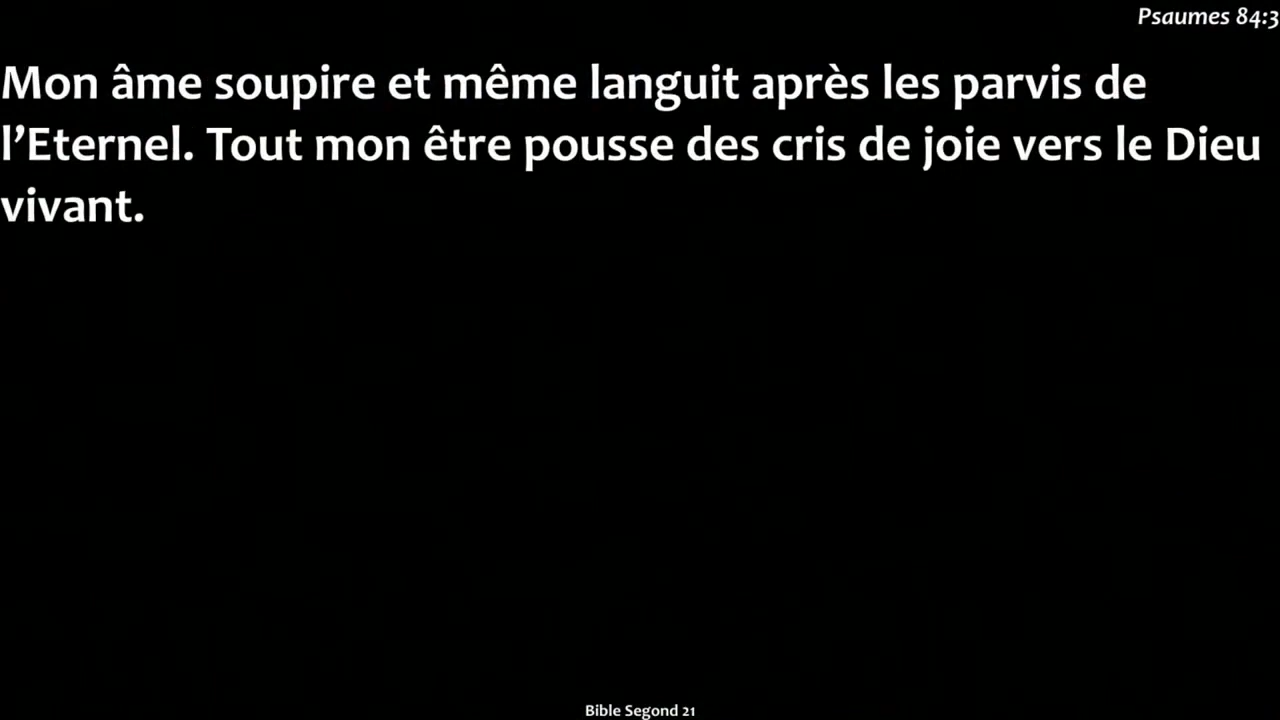 Psaumes 84:3
Mon âme soupire et même languit après les parvis de
l’Eternel. Tout mon être pousse des cris de joie vers le Dieu
vivant.
Bible Segond 21